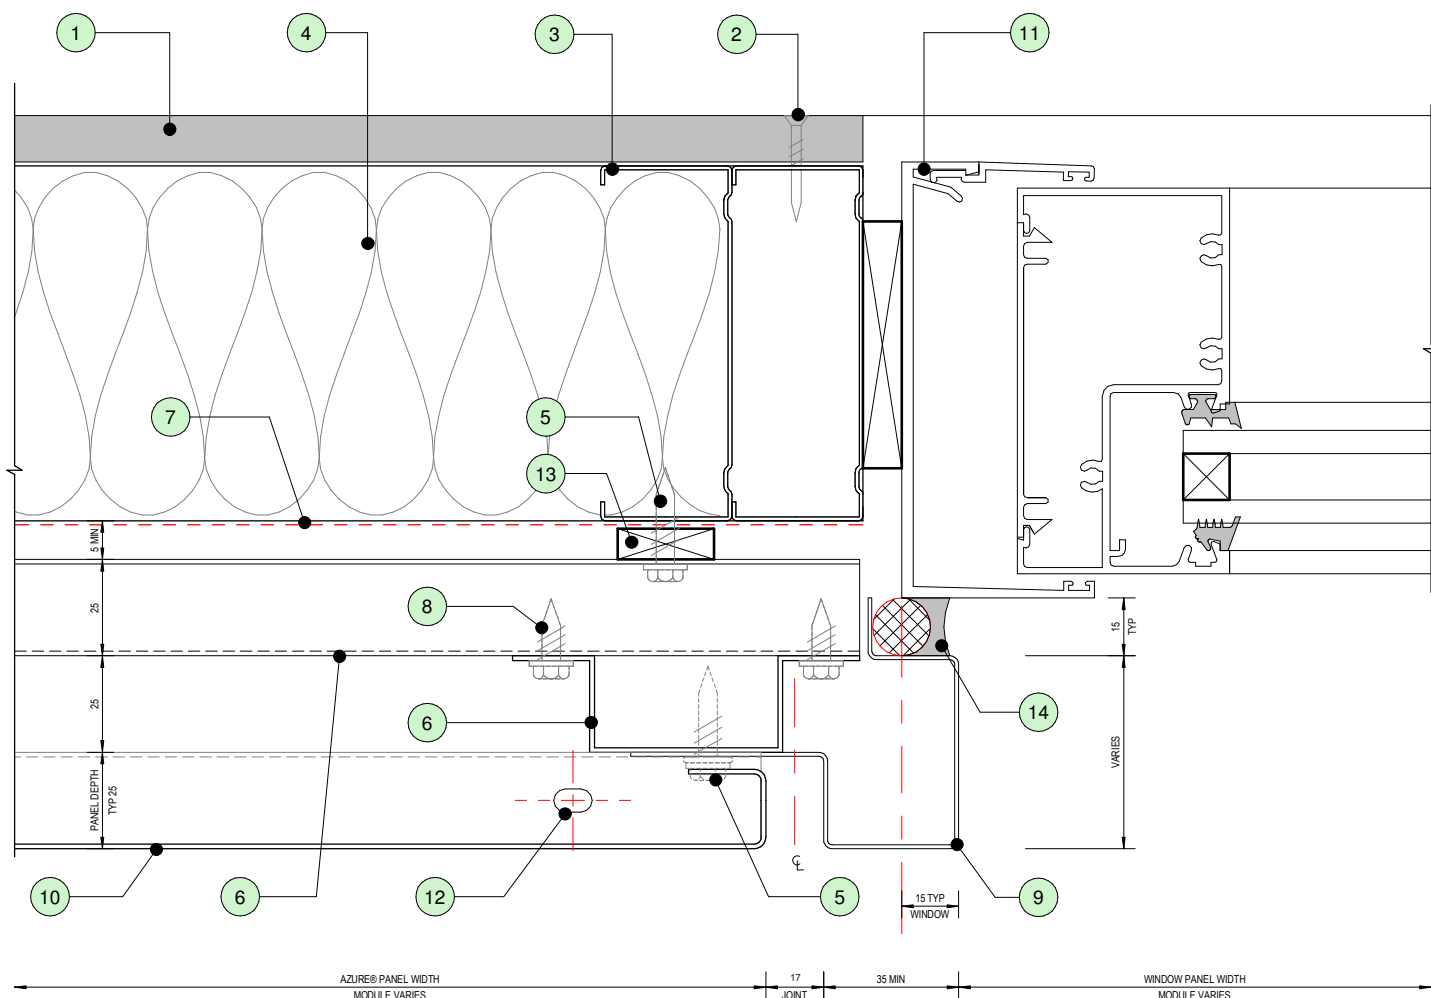 1
4
3
2
11
7
5
13
5 MIN
25
8
15
TYP
6
14
25
VARIES
PANEL DEPTH
TYP 25
℄
10
6
12
5
9
15 TYP
WINDOW
AZURE® PANEL WIDTH
MODULE VARIES
17
JOINT
35 MIN
WINDOW PANEL WIDTH
MODULE VARIES